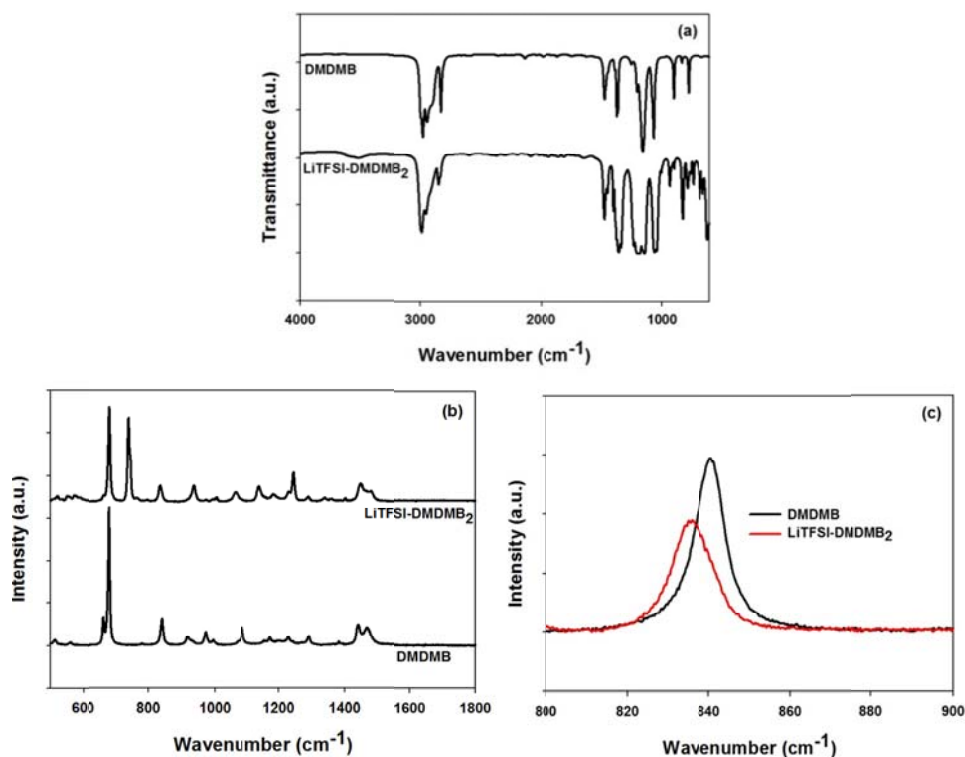 (a)
DMDMB
LiTFSI-DMDMB₂
Transmittance (a.u.)
4000 3000 2000 1000
Wavenumber (cm⁻¹)
(b)
LiTFSI-DMDMB₂
DMDMB
Intensity (a.u.)
600 800 1000 1200 1400 1600 1800
Wavenumber (cm⁻¹)
(c)
DMDMB
LiTFSI-DNDMB₂
Intensity (a.u.)
800 820 840 860 880 900
Wavenumber (cm⁻¹)